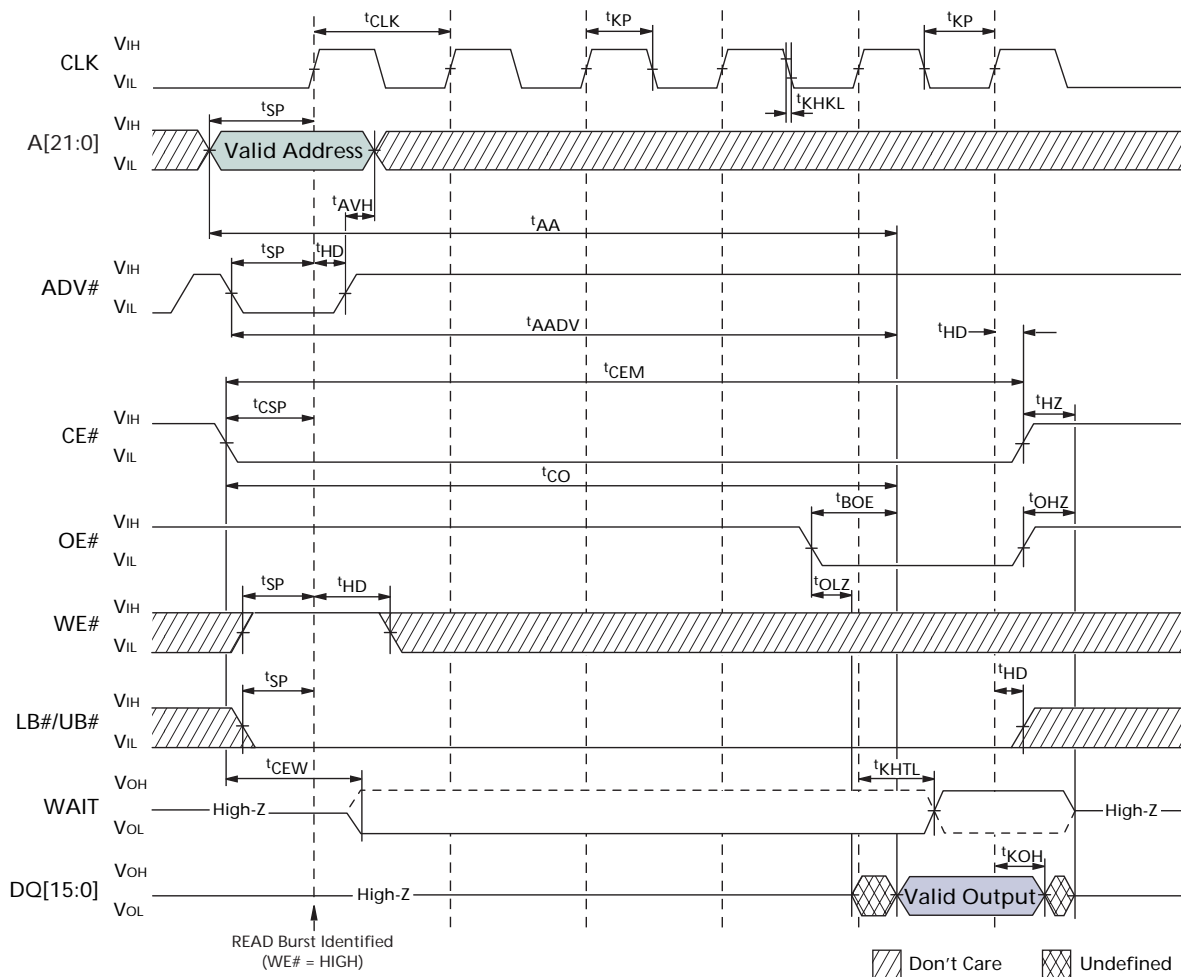 tCLK
tKP
tKP
VIH
CLK
VIL
tKHKL
tSP
VIH
A[21:0]
Valid Address
VIL
tAVH
tAA
tSP
tHD
VIH
ADV#
VIL
tAADV
tHD
tCEM
tCSP
tHZ
VIH
CE#
VIL
tCO
tBOE
tOHZ
VIH
OE#
VIL
tOLZ
tSP
tHD
VIH
WE#
VIL
tSP
tHD
VIH
LB#/UB#
VIL
tCEW
tKHTL
VOH
WAIT
High-Z
High-Z
VOL
tKOH
VOH
DQ[15:0]
High-Z
Valid Output
VOL
READ Burst Identified
(WE# = HIGH)
Don't Care
Undefined